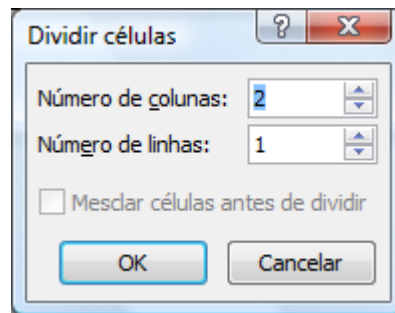 Dividir células
Número de colunas: 2
Número de linhas: 1
Mesclar células antes de dividir
OK Cancelar